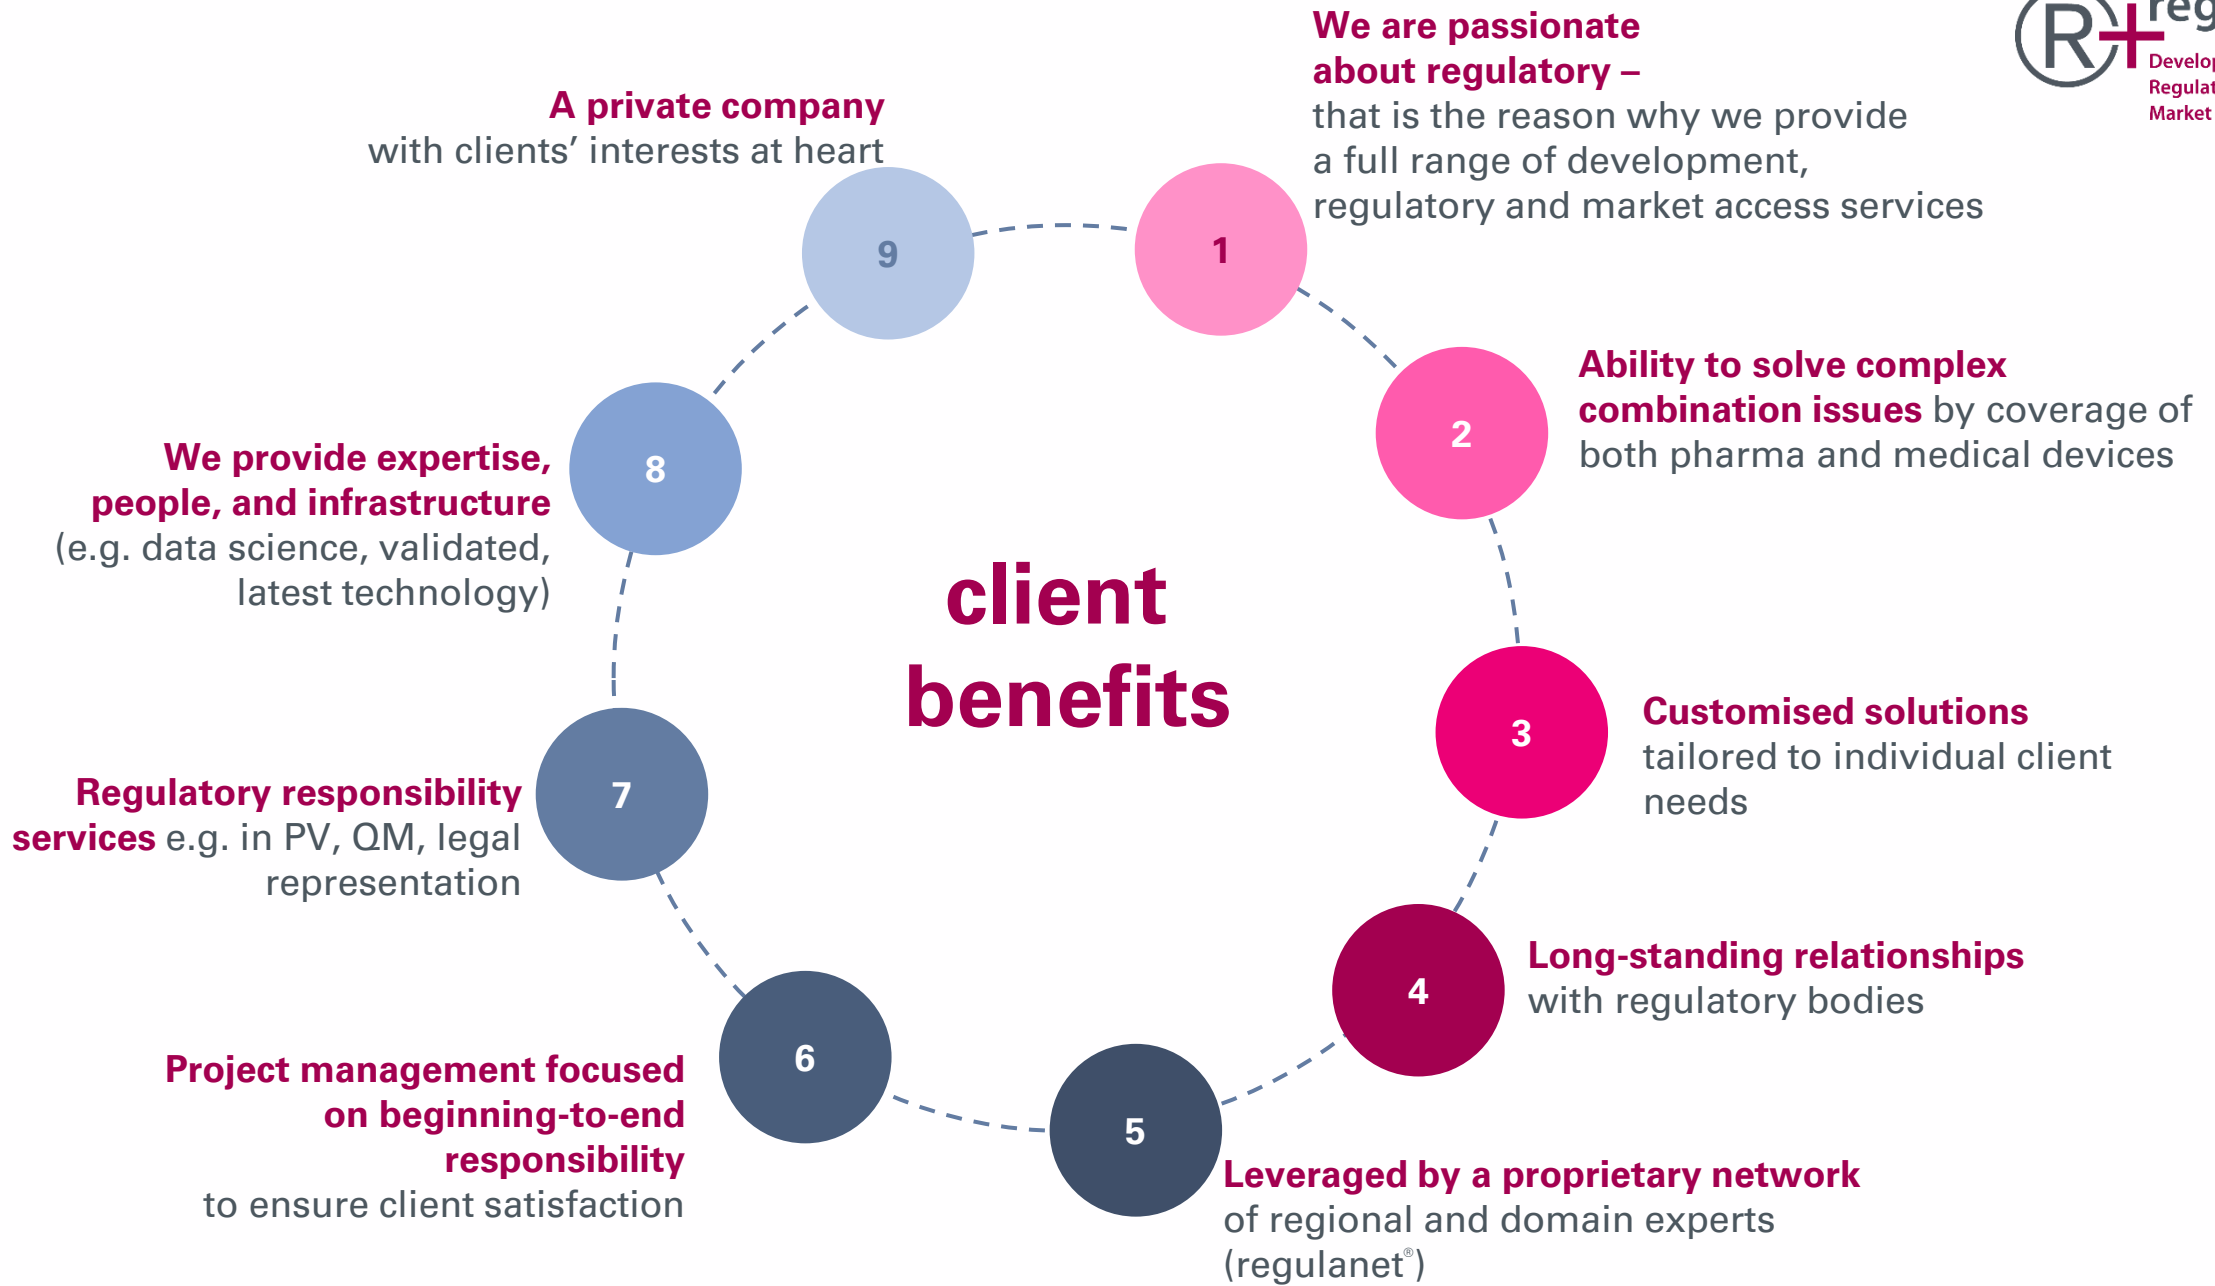 We are passionate
about regulatory –
that is the reason why we provide
a full range of development,
regulatory and market access services
1
Ability to solve complex
combination issues by coverage of
both pharma and medical devices
2
Customised solutions
tailored to individual client
needs
3
Long-standing relationships
with regulatory bodies
4
Leveraged by a proprietary network
of regional and domain experts
(regulanet®)
5
Project management focused
on beginning-to-end
responsibility
to ensure client satisfaction
6
Regulatory responsibility
services e.g. in PV, QM, legal
representation
7
We provide expertise,
people, and infrastructure
(e.g. data science, validated,
latest technology)
8
A private company
with clients’ interests at heart
9
client
benefits
R+
Market